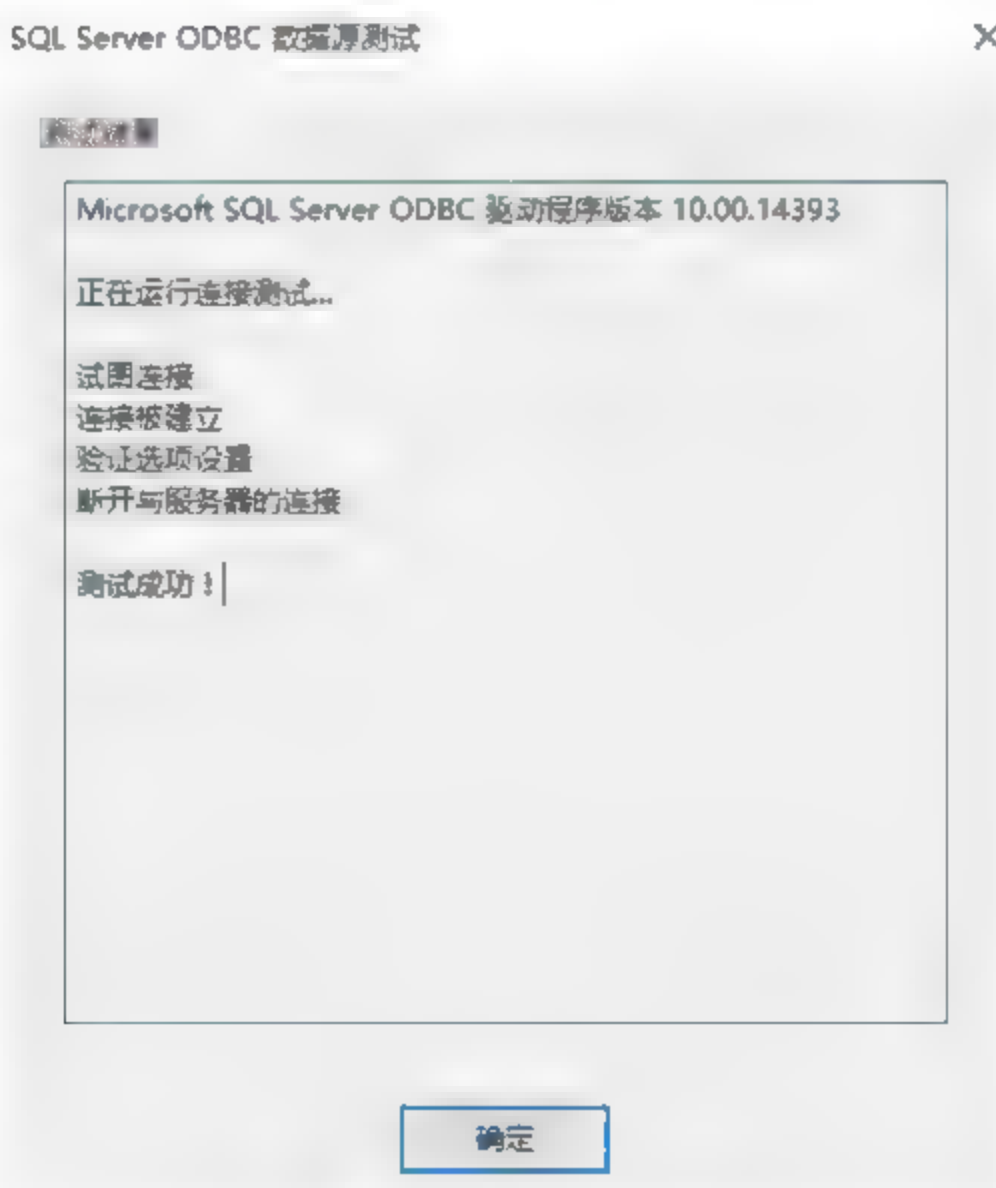 SQL Server ODBC 数据源测试
Microsoft SQL Server ODBC 驱动程序版本 10.00.14393
正在运行连接测试...
试图连接
连接被建立
验证选项设置
断开与服务器的连接
测试成功!
确定